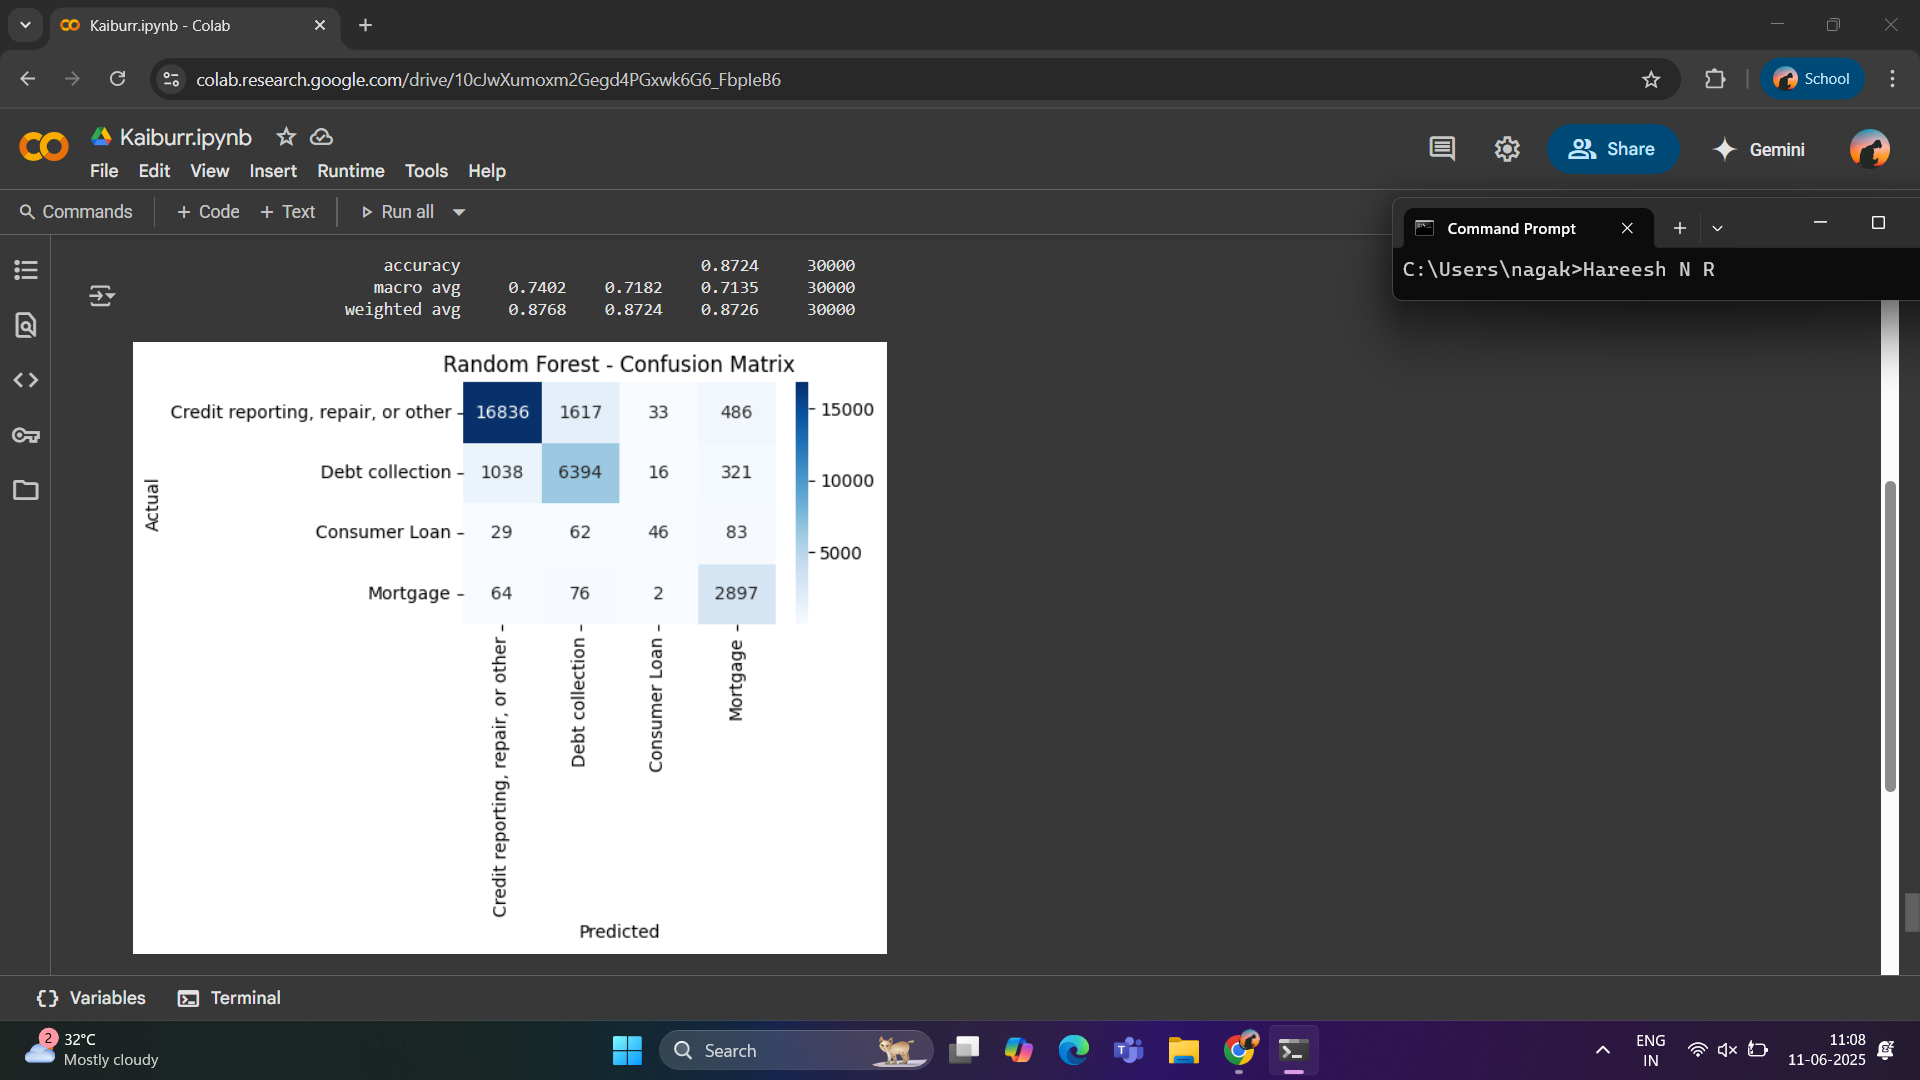 Kaiburr.ipynb - Colab
colab.research.google.com/drive/10cJwXumoxm2Gegd4PGxwk6G6_FbpIeB6
School
Kaiburr.ipynb
File Edit View Insert Runtime Tools Help
Share
Gemini
Commands + Code + Text Run all
Command Prompt
C:\Users\nagak>Hareesh N R
accuracy 0.8724 30000
macro avg 0.7402 0.7182 0.7135 30000
weighted avg 0.8768 0.8724 0.8726 30000
Random Forest - Confusion Matrix
Credit reporting, repair, or other 16836 1617 33 486
Debt collection 1038 6394 16 321
Consumer Loan 29 62 46 83
Mortgage 64 76 2 2897
Actual
15000
10000
5000
Credit reporting, repair, or other
Debt collection
Consumer Loan
Mortgage
Predicted
Variables Terminal
2
32°C
Mostly cloudy
Search
ENG
IN
11:08
11-06-2025